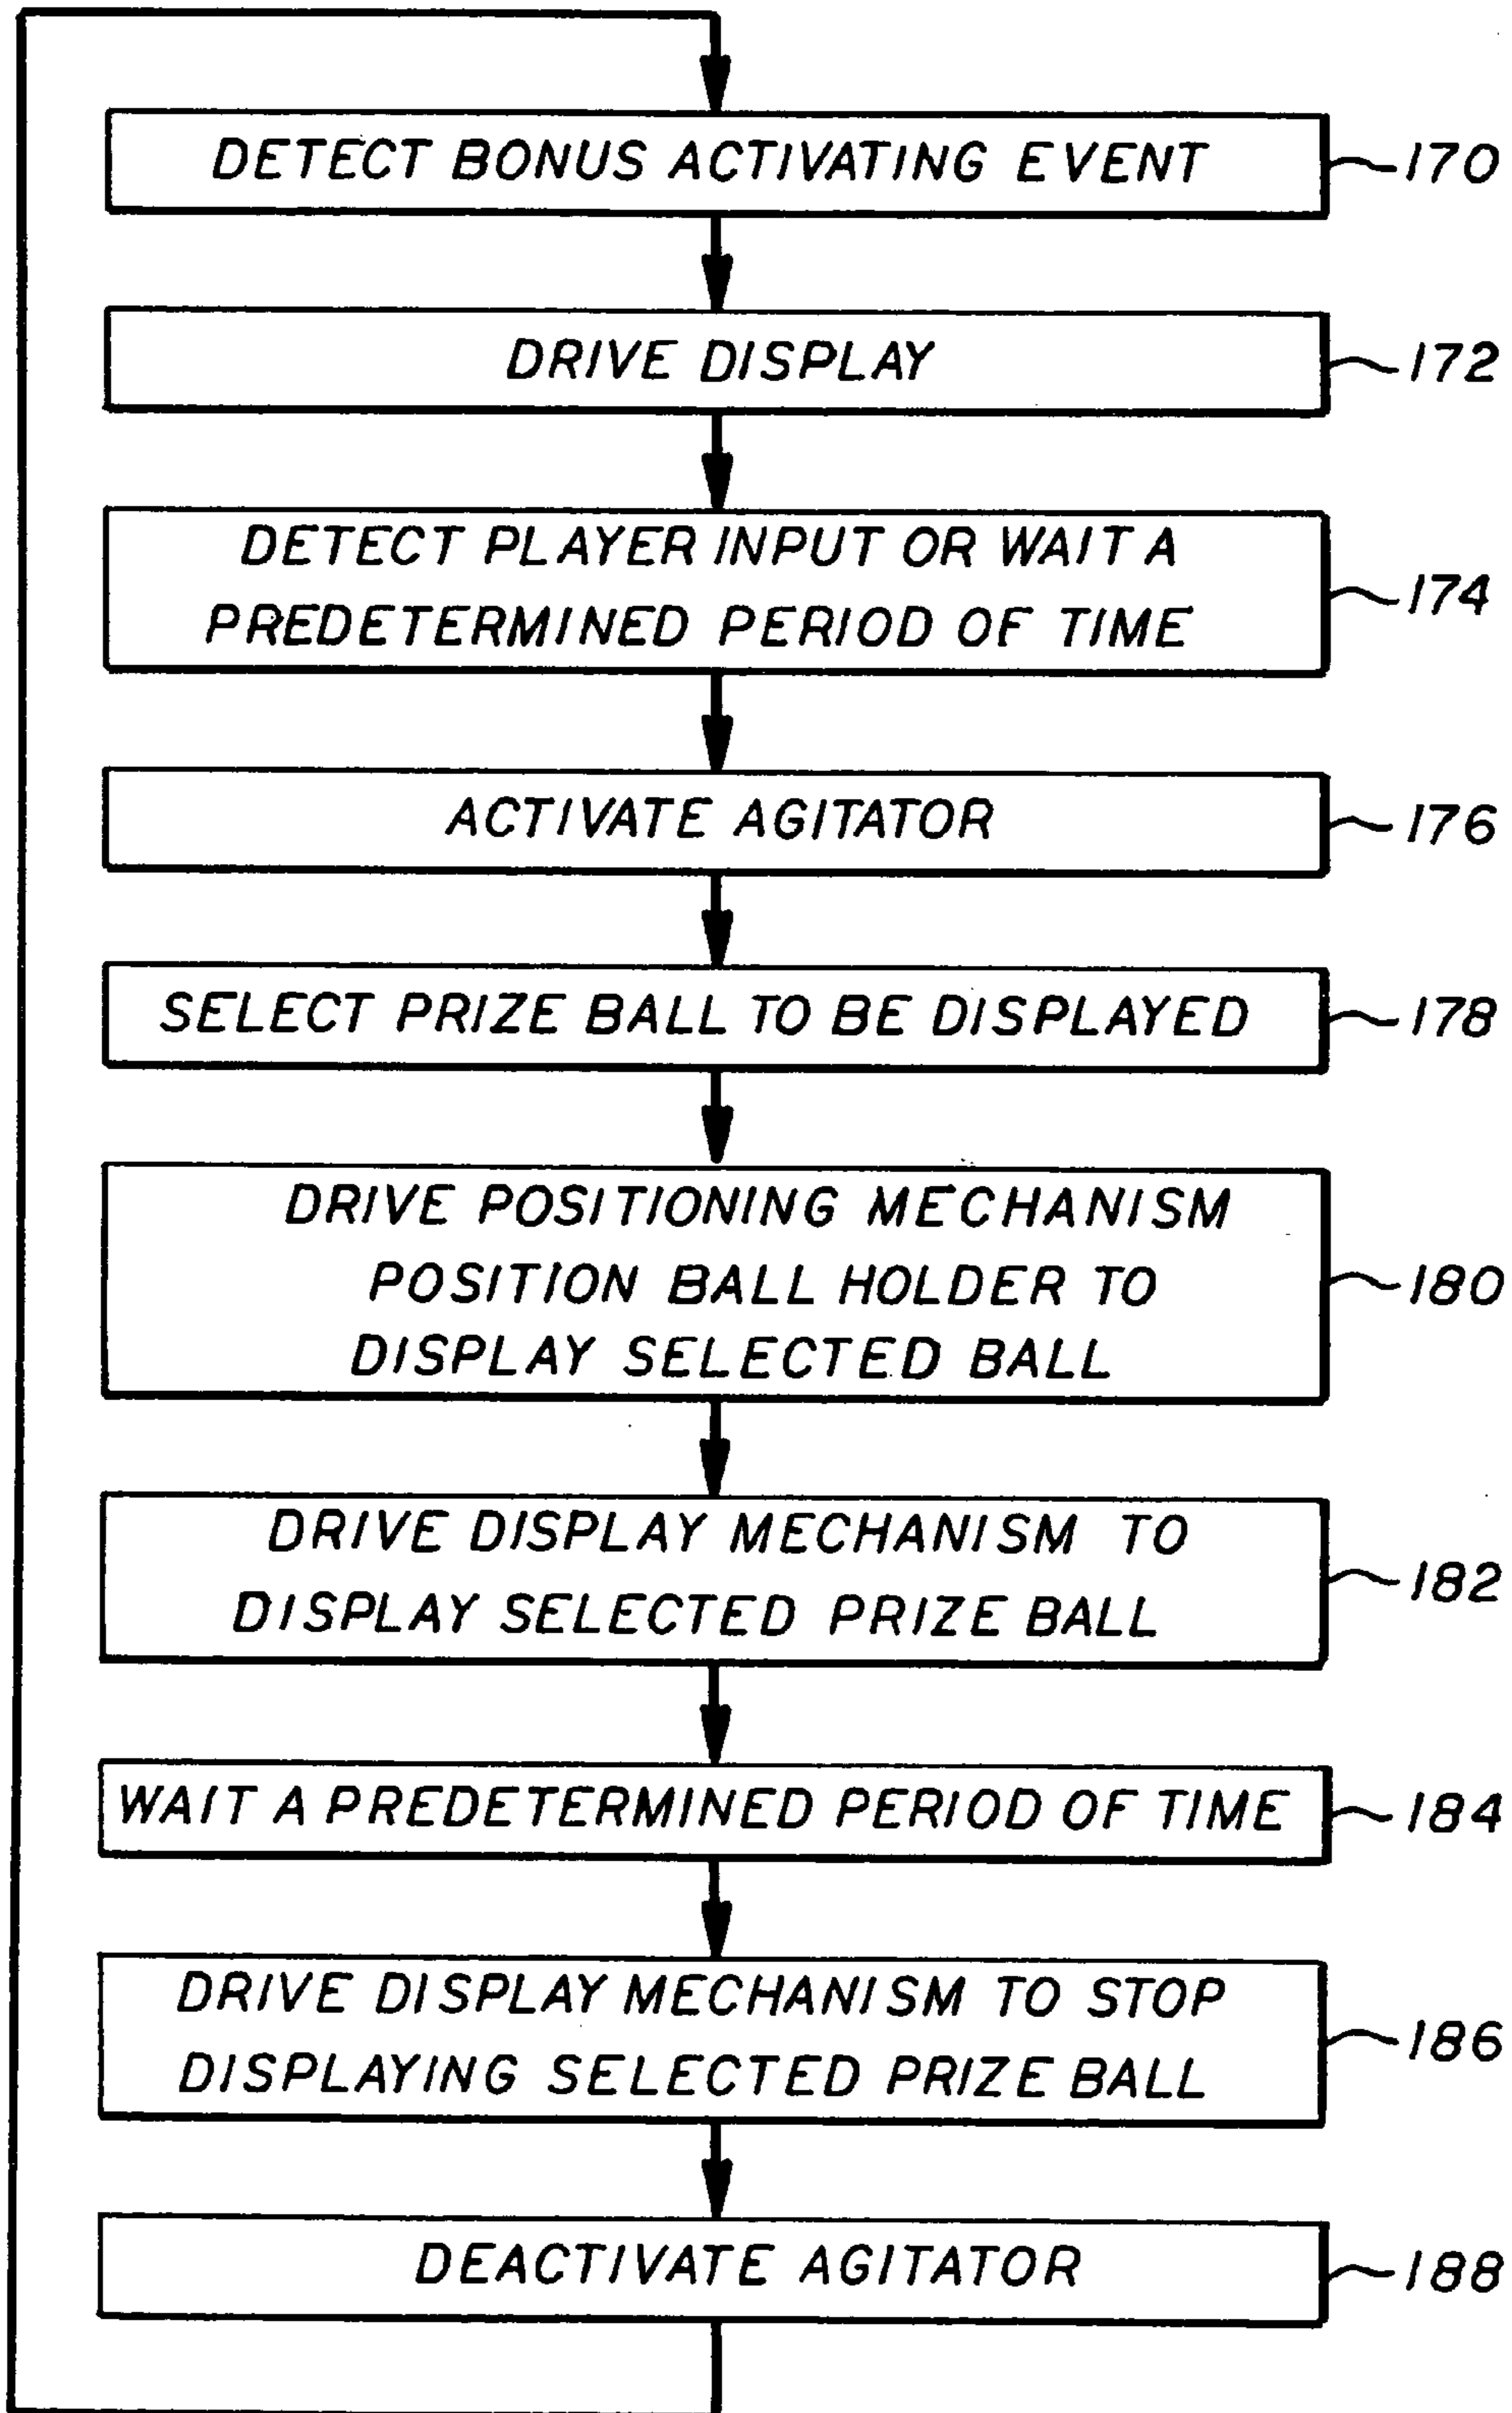 DETECT BONUS ACTIVATING EVENT
170
DRIVE DISPLAY
172
DETECT PLAYER INPUT OR WAIT A
PREDETERMINED PERIOD OF TIME
174
ACTIVATE AGITATOR
176
SELECT PRIZE BALL TO BE DISPLAYED
178
DRIVE POSITIONING MECHANISM
POSITION BALL HOLDER TO
DISPLAY SELECTED BALL
180
DRIVE DISPLAY MECHANISM TO
DISPLAY SELECTED PRIZE BALL
182
WAIT A PREDETERMINED PERIOD OF TIME
184
DRIVE DISPLAY MECHANISM TO STOP
DISPLAYING SELECTED PRIZE BALL
186
DEACTIVATE AGITATOR
188